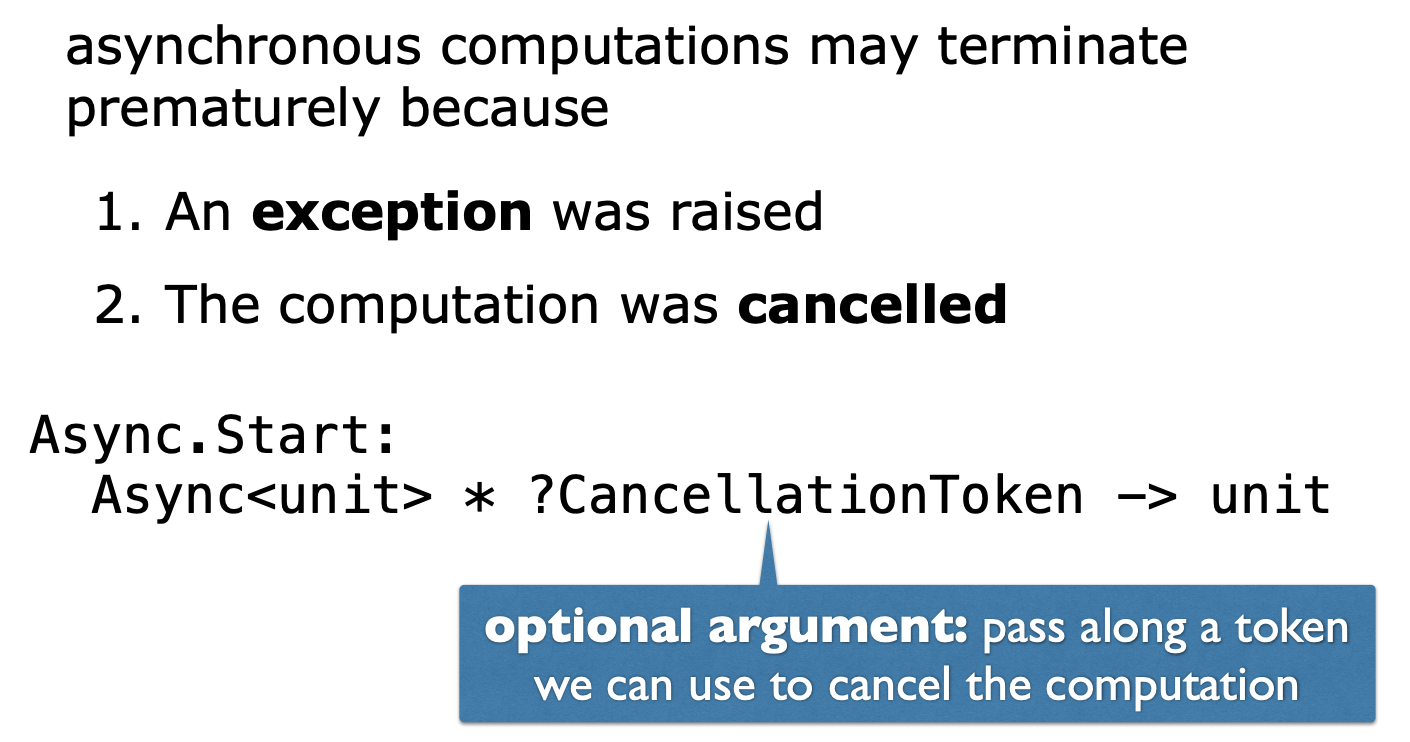 asynchronous computations may terminate
prematurely because
1. An exception was raised
2. The computation was cancelled
Async.Start:
Async<unit> * ?CancellationToken -> unit
optional argument: pass along a token
we can use to cancel the computation